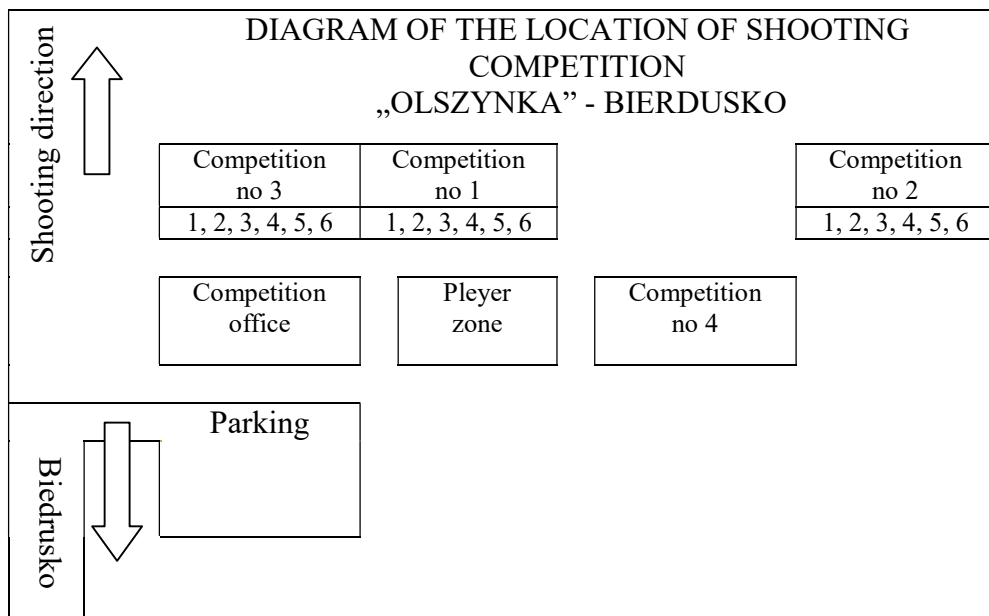 DIAGRAM OF THE LOCATION OF SHOOTING
COMPETITION
„OLSZYNKA” - BIERDUSKO
Shooting direction
Competition
no 3
Competition
no 1
Competition
no 2
1, 2, 3, 4, 5, 6
1, 2, 3, 4, 5, 6
1, 2, 3, 4, 5, 6
Competition
office
Pleyer
zone
Competition
no 4
Parking
Biedrusko